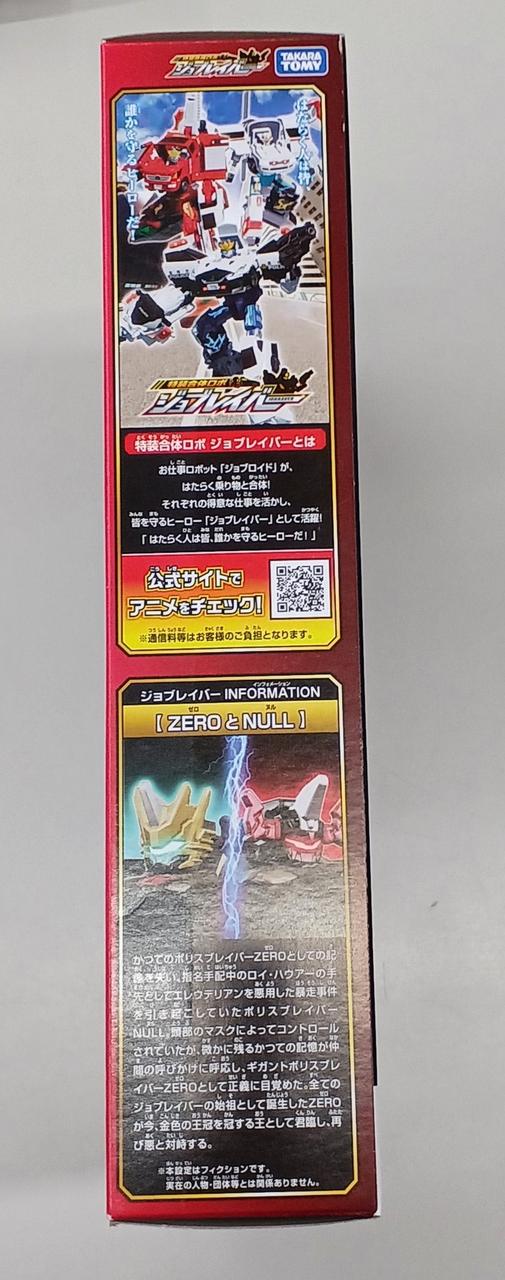 特装合体ロボ
ジョブレイバー
TAKARA
TOMY
はたらく人は皆、
誰かを守るヒーローだ!
特装合体ロボ
ジョブレイバー
特装合体ロボ ジョブレイバーとは
お仕事ロボット「ジョブロイド」が、
はたらく乗り物と合体!
それぞれの得意な仕事を活かし、
皆を守るヒーロー「ジョブレイバー」として活躍!
「はたらく人は皆、誰かを守るヒーローだ!」
公式サイトで
アニメをチェック!
※通信料等はお客様のご負担となります。
ジョブレイバー INFORMATION
【 ZERO と NULL 】
かつてのポリスブレイバーZEROとしての記
憶を失い、指名手配中のロイ・ハウアーの手
先としてエレウテリアンを悪用した暴走事件
を引き起こしていたポリスブレイバー
NULL。頭部のマスクによってコントロール
されていたが、微かに残るかつての記憶が仲
間の呼びかけに呼応し、ギガントポリスブレ
イバーZEROとして正義に目覚めた。全ての
ジョブレイバーの始祖として誕生したZERO
が今、金色の王冠を冠する王として君臨し、再
び悪と対峙する。
※本設定はフィクションです。
実在の人物・団体等とは関係ありません。